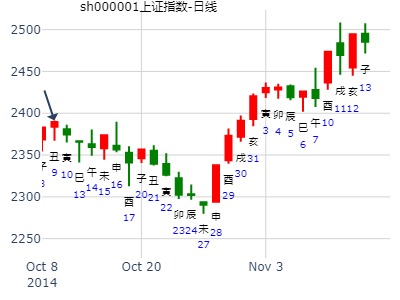 sh000001上证指数-日线
2500
2450
2400
2350
2300
2250
子 丑 寅 卯 午 未 申 酉 子 丑 寅 卯 辰 未 申 酉 戌 亥 寅 卯 辰 巳 午 酉 戌 亥 子
8 9 10 13 14 15 16 17 20 21 22 23 24 27 28 29 30 31 3 4 5 6 7 10 11 12 13
Oct 8
2014
Oct 20
Nov 3